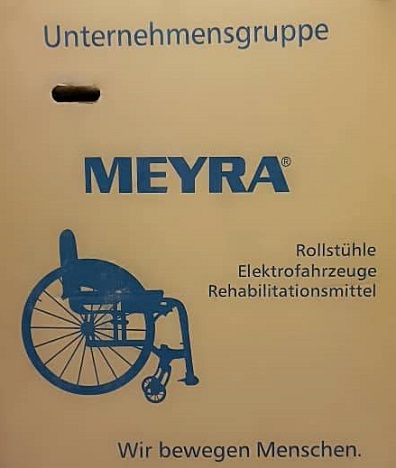 Unternehmensgruppe
MEYRA®
Rollstühle
Elektrofahrzeuge
Rehabilitationsmittel
Wir bewegen Menschen.